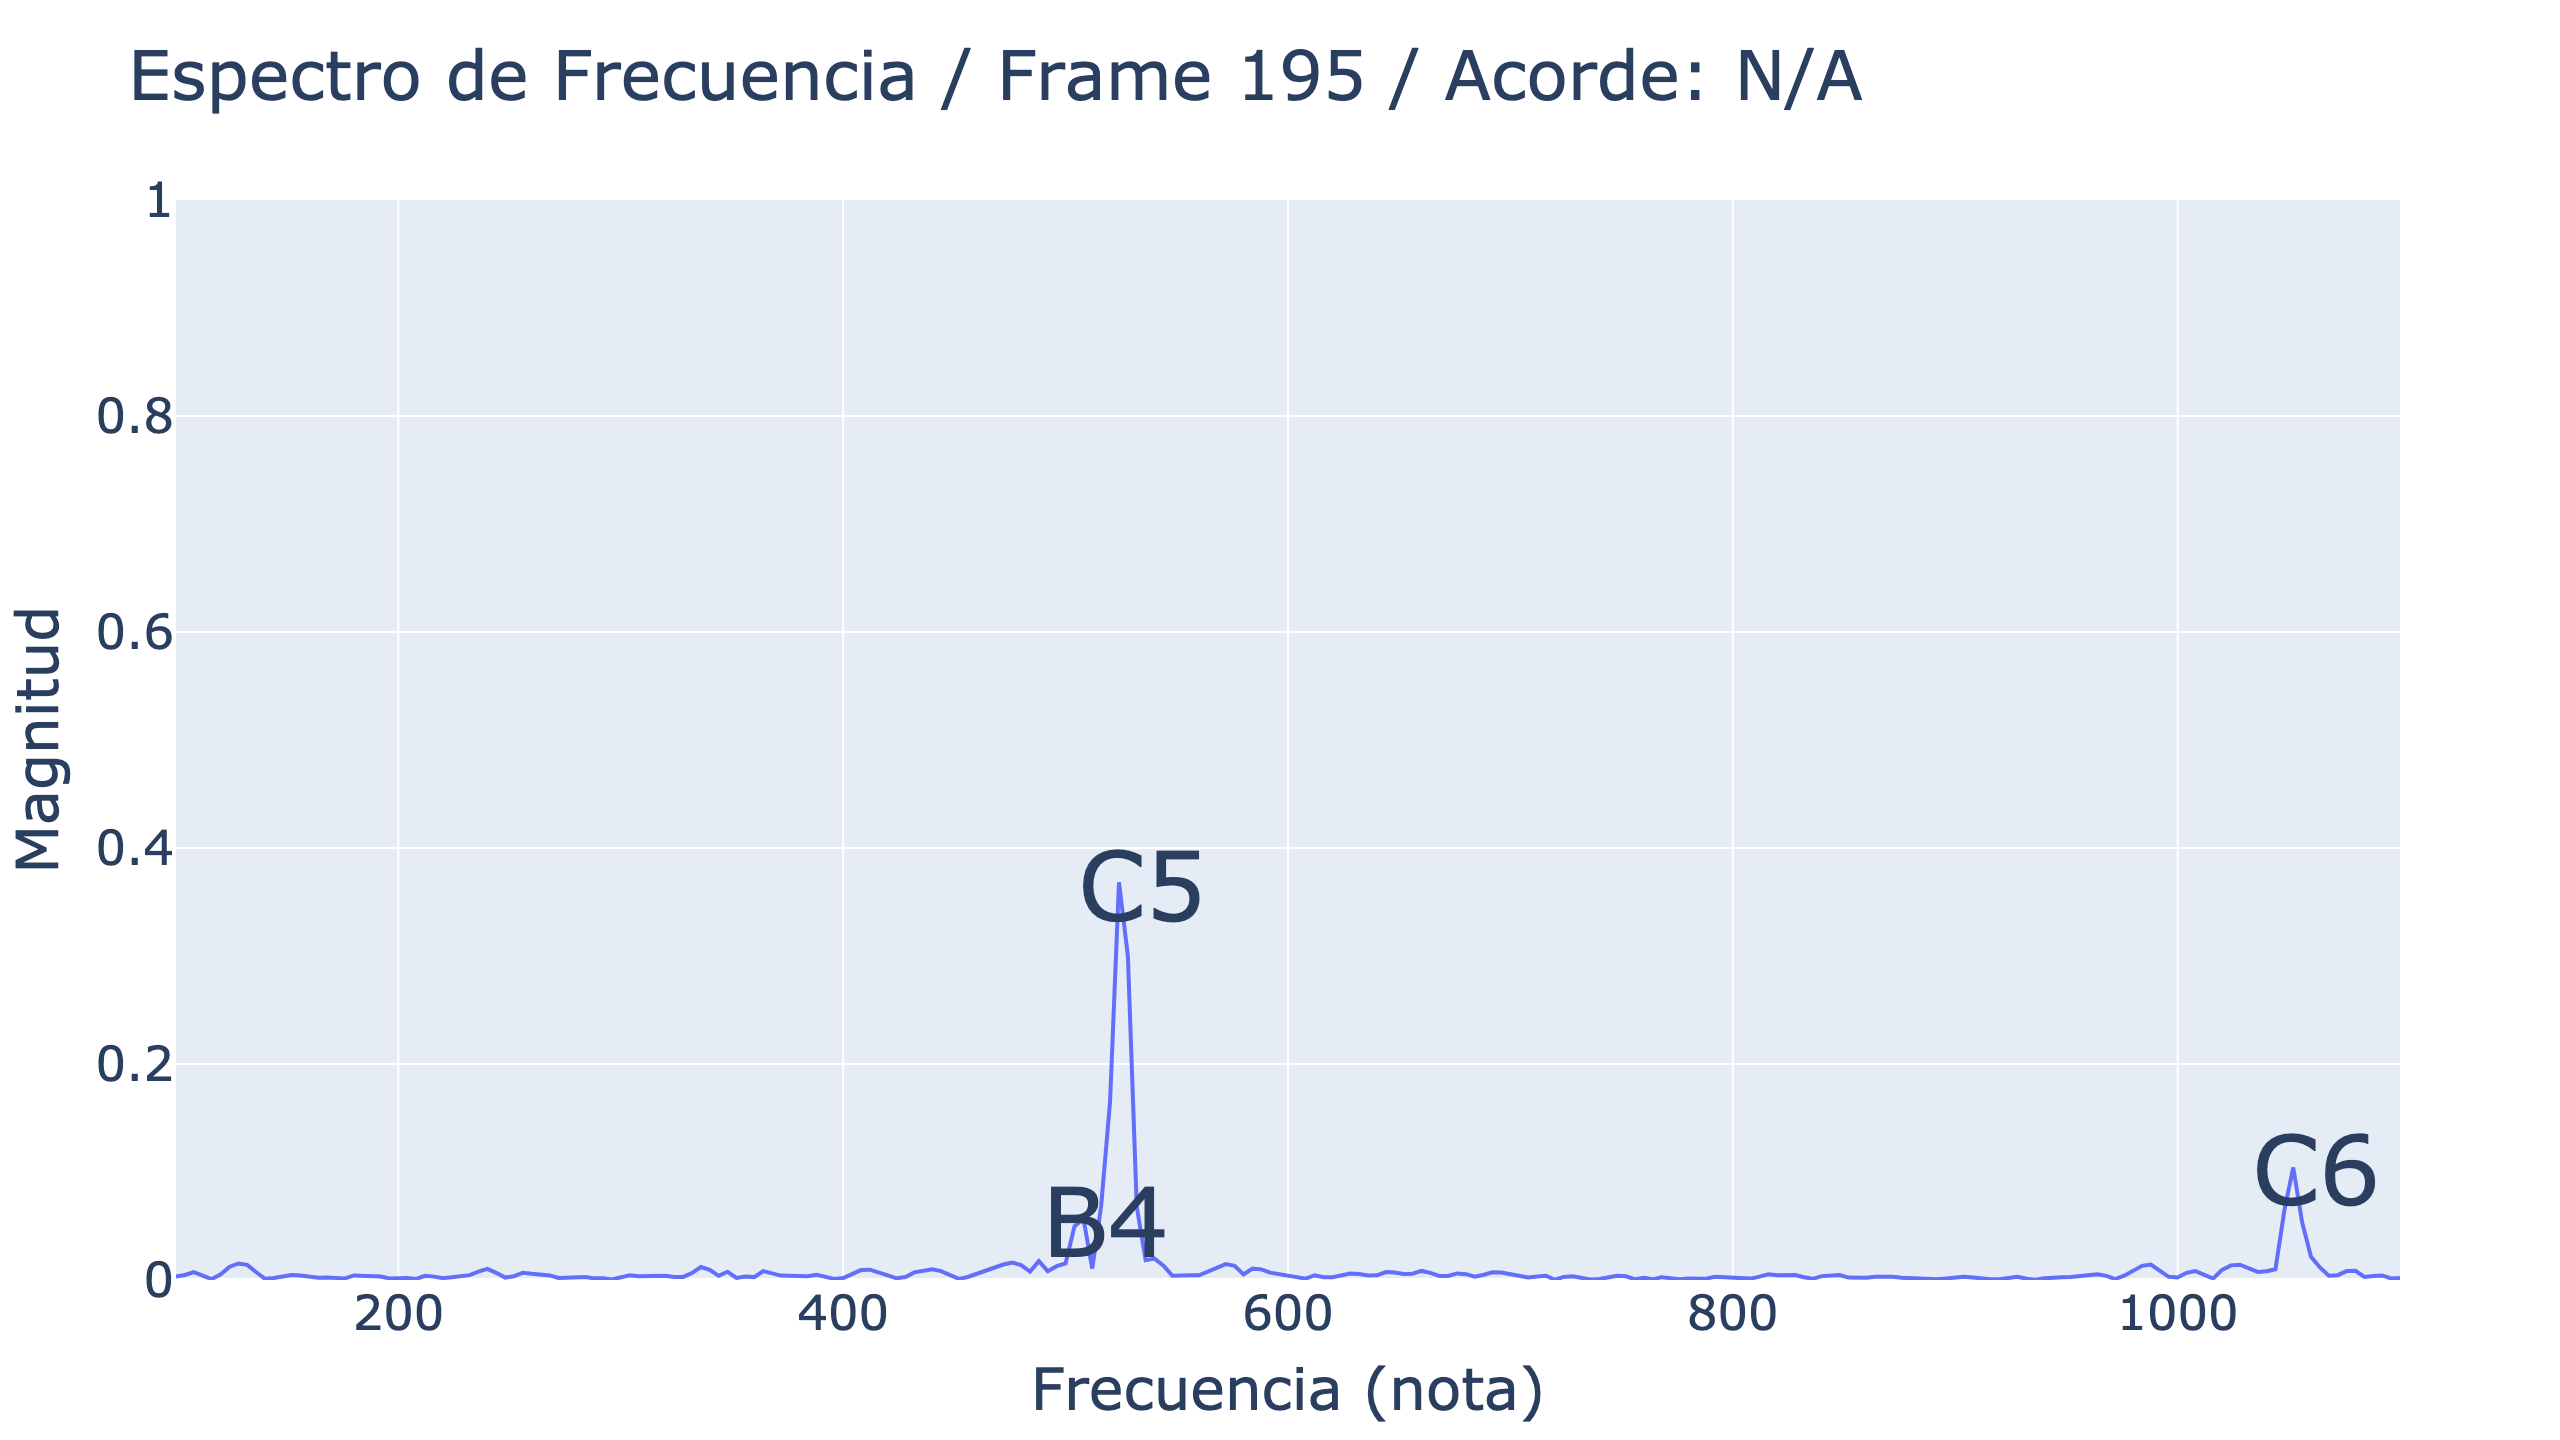 Espectro de Frecuencia / Frame 195 / Acorde: N/A
1
0.8
0.6
0.4
0.2
0
Magnitud
C5
B4
C6
200 400 600 800 1000
Frecuencia (nota)